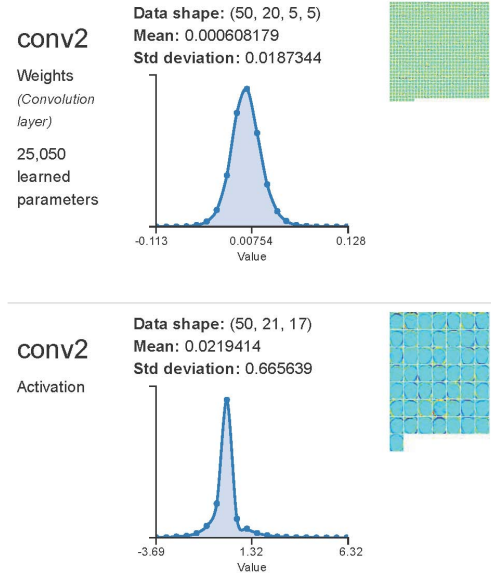 conv2
Weights
(Convolution
layer)
25,050
learned
parameters
Data shape: (50, 20, 5, 5)
Mean: 0.000608179
Std deviation: 0.0187344
-0.113
0.00754
0.128
Value
conv2
Activation
Data shape: (50, 21, 17)
Mean: 0.0219414
Std deviation: 0.665639
-3.69
1.32
6.32
Value